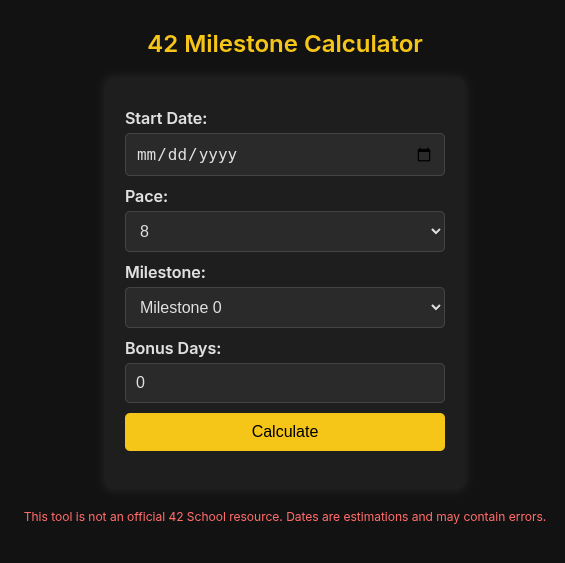 42 Milestone Calculator
Start Date:
mm/dd/yyyy
Pace:
8
Milestone:
Milestone 0
Bonus Days:
0
Calculate
This tool is not an official 42 School resource. Dates are estimations and may contain errors.